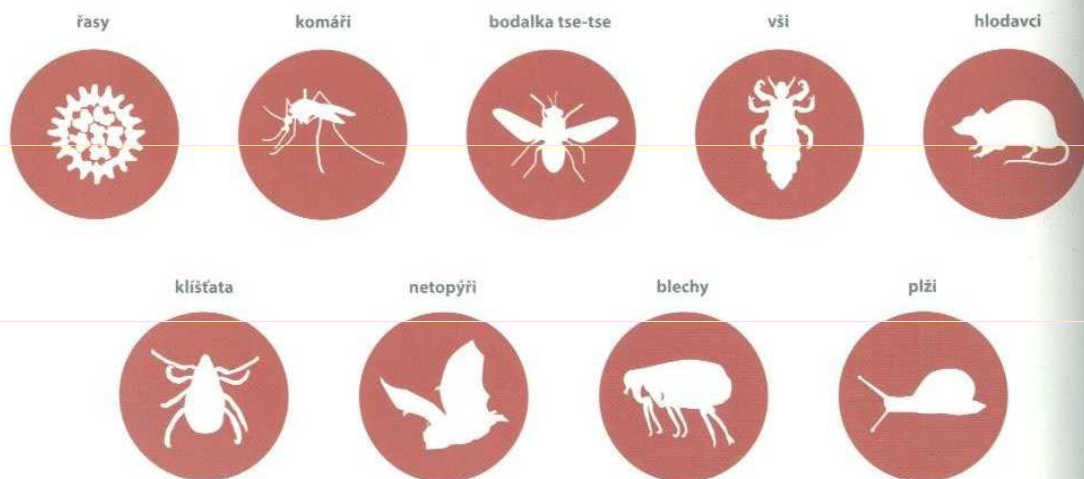 řasy komáři bodalka tse-tse vši hlodavci
klíšťata netopýři blechy plži